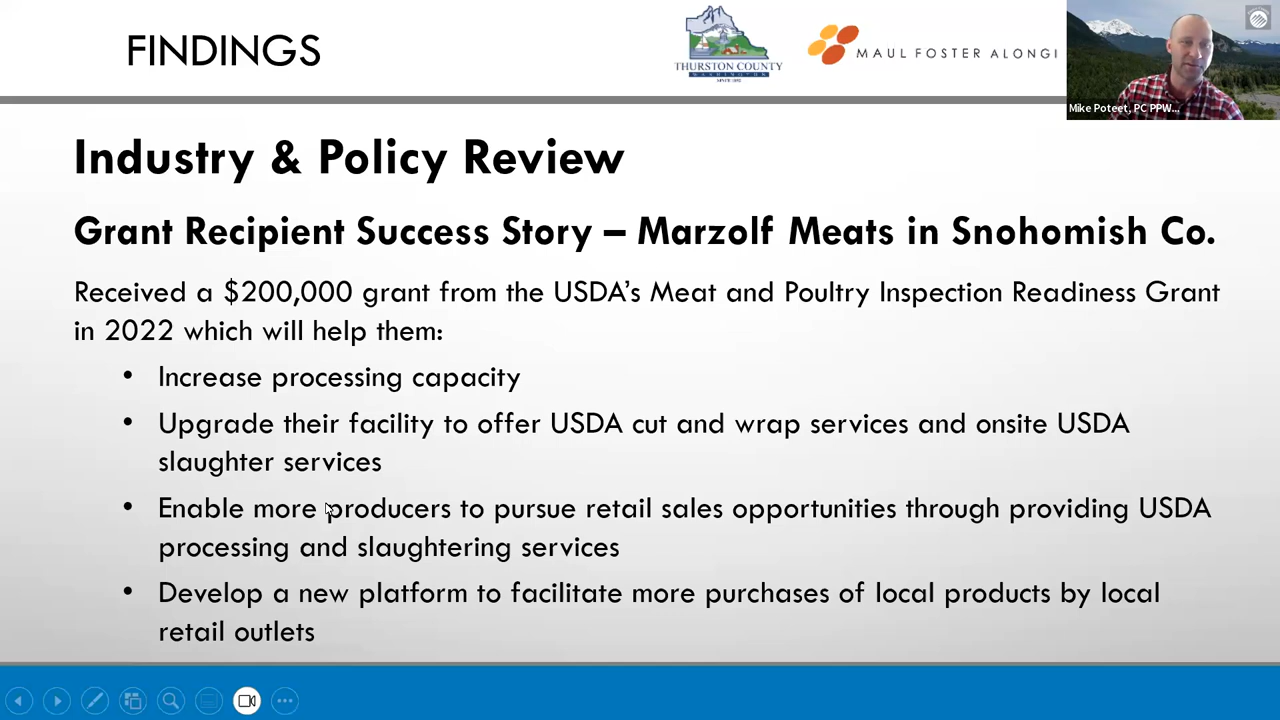 FINDINGS
THURSTON COUNTY
WASHINGTON
SINCE 1852
MAUL FOSTER ALONGI
Mike Poteet, PC PPW...
Industry & Policy Review
Grant Recipient Success Story – Marzolf Meats in Snohomish Co.
Received a $200,000 grant from the USDA’s Meat and Poultry Inspection Readiness Grant
in 2022 which will help them:
• Increase processing capacity
• Upgrade their facility to offer USDA cut and wrap services and onsite USDA
slaughter services
• Enable more producers to pursue retail sales opportunities through providing USDA
processing and slaughtering services
• Develop a new platform to facilitate more purchases of local products by local
retail outlets